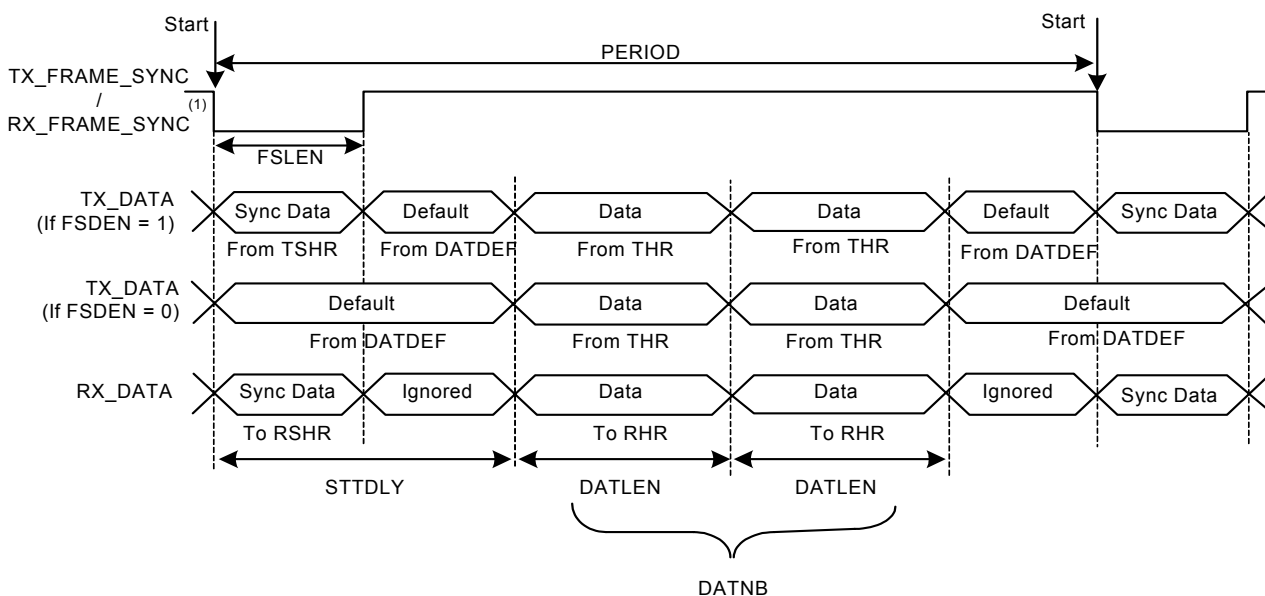 Start
Start
PERIOD
TX_FRAME_SYNC
/
RX_FRAME_SYNC
(1)
FSLEN
TX_DATA
(If FSDEN = 1)
Sync Data
Default
Data
Data
Default
Sync Data
From TSHR
From DATDEF
From THR
From THR
From DATDEF
TX_DATA
(If FSDEN = 0)
Default
Data
Data
Default
From DATDEF
From THR
From THR
From DATDEF
RX_DATA
Sync Data
Ignored
Data
Data
Ignored
Sync Data
To RSHR
To RHR
To RHR
STTDLY
DATLEN
DATLEN
DATNB